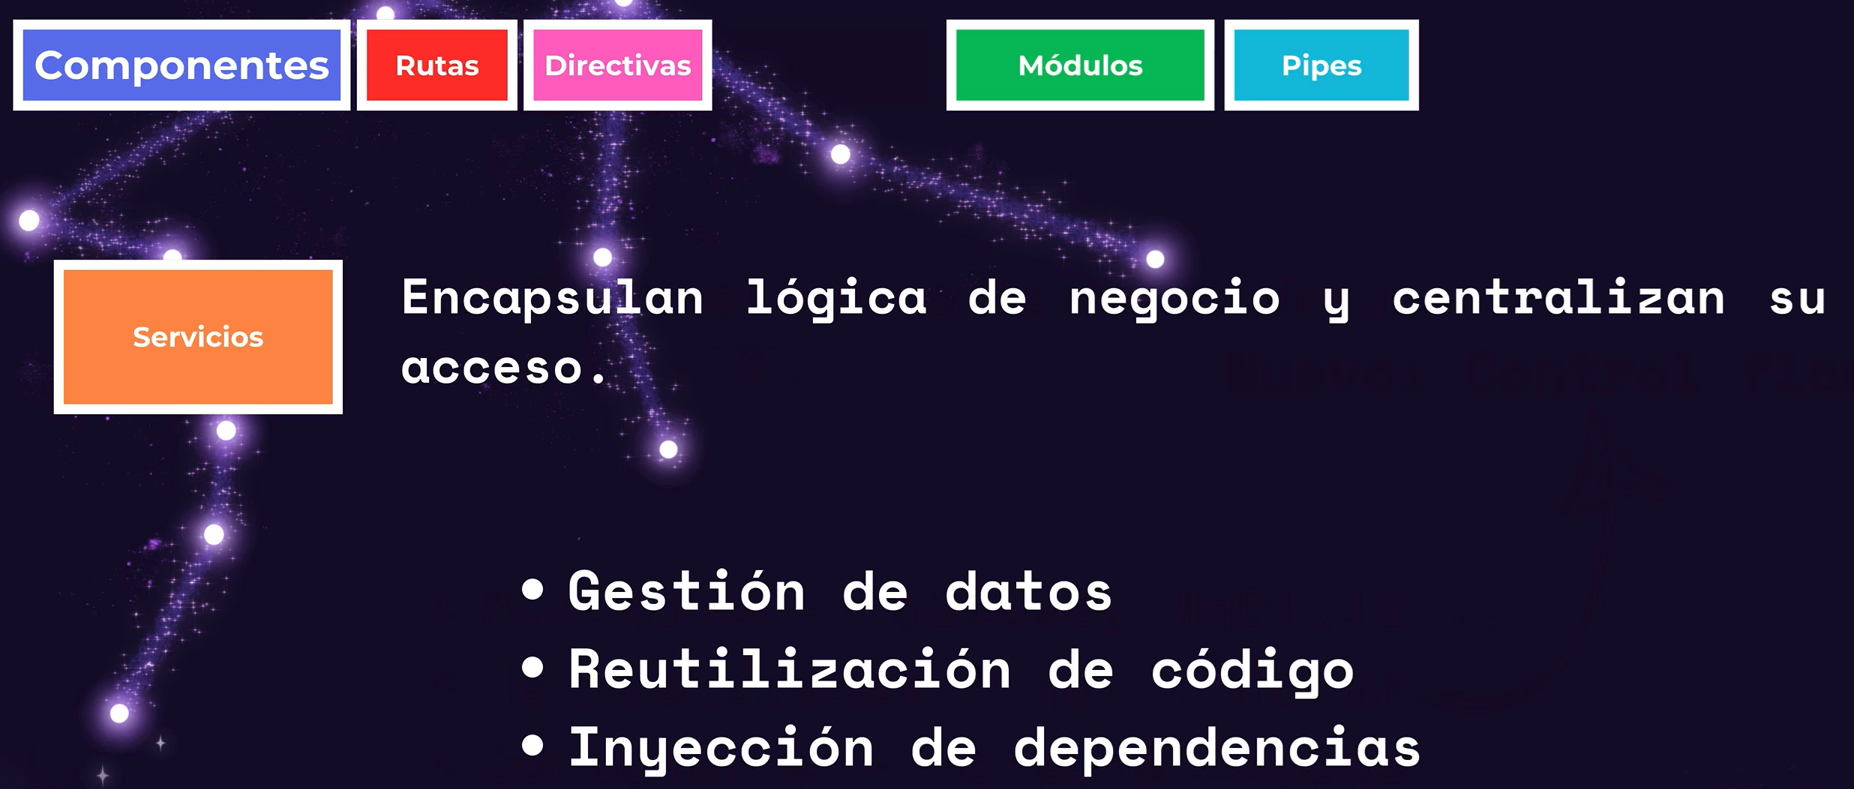 Componentes
Rutas
Directivas
Módulos
Pipes
Servicios
Encapsulan lógica de negocio y centralizan su
acceso.
• Gestión de datos
• Reutilización de código
• Inyección de dependencias